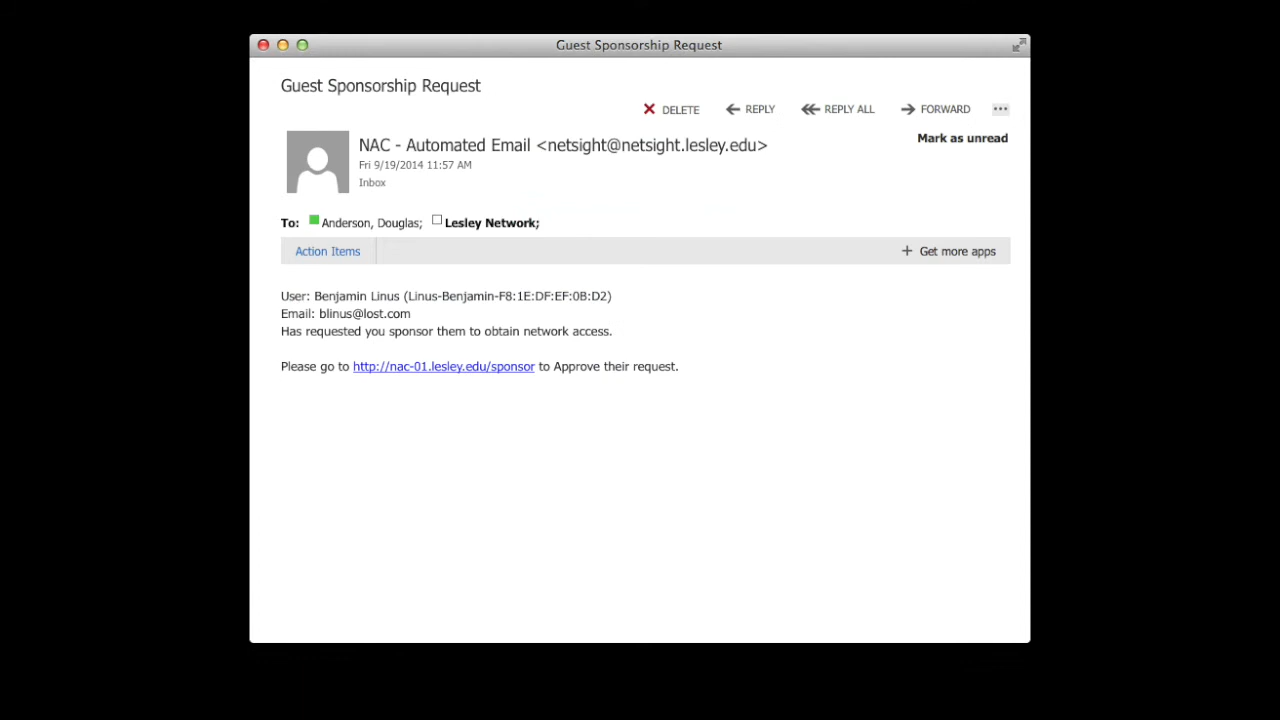 Guest Sponsorship Request
Guest Sponsorship Request
DELETE REPLY REPLY ALL FORWARD
NAC - Automated Email <netsight@netsight.lesley.edu>
Mark as unread
Fri 9/19/2014 11:57 AM
Inbox
To: Anderson, Douglas; Lesley Network;
Action Items + Get more apps
User: Benjamin Linus (Linus-Benjamin-F8:1E:DF:EF:0B:D2)
Email: blinus@lost.com
Has requested you sponsor them to obtain network access.
Please go to http://nac-01.lesley.edu/sponsor to Approve their request.